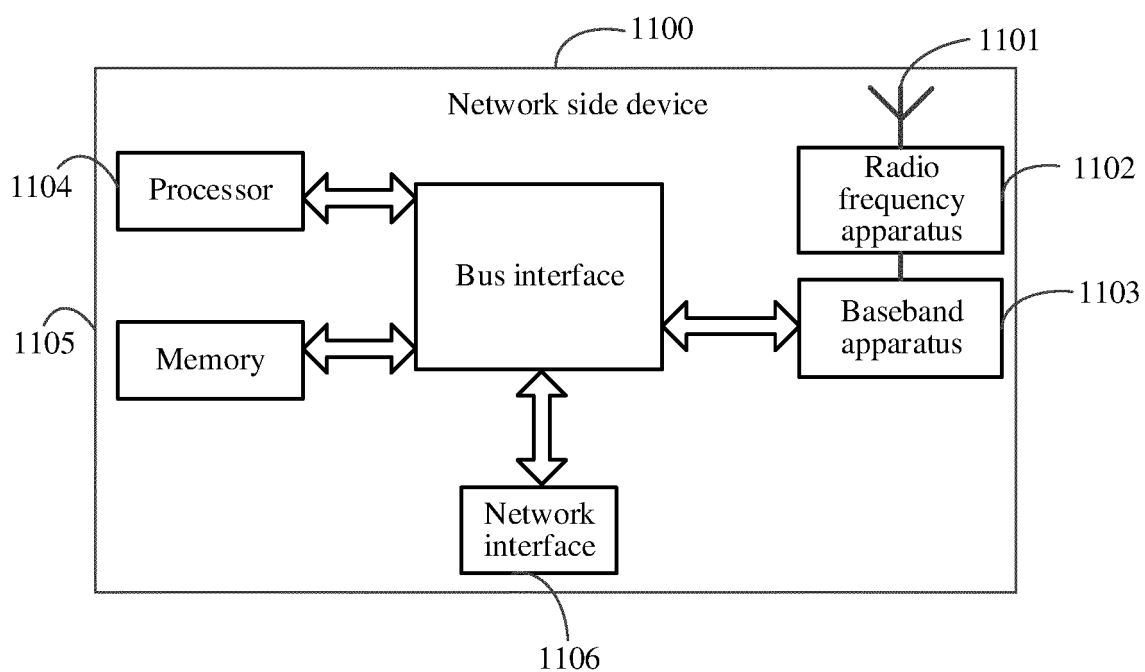 1100
1101
Network side device
1104
Processor
Radio
frequency
apparatus
1102
Bus interface
1105
Memory
Baseband
apparatus
1103
Network
interface
1106